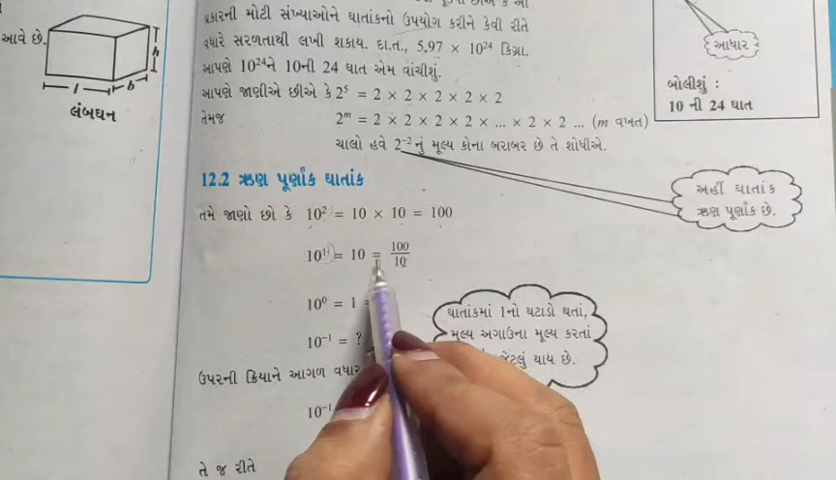 આવે છે.
h
l
b
લંબઘન
પ્રકારની મોટી સંખ્યાઓને ઘાતાંકનો ઉપયોગ કરીને કેવી રીતે
વધારે સરળતાથી લખી શકાય. દા.ત., 5.97 × 10²⁴ કિગ્રા.
આપણે 10²⁴ને 10ની 24 ઘાત એમ વાંચીશું.
આપણે જાણીએ છીએ કે 2⁵ = 2 × 2 × 2 × 2 × 2
તેમજ 2ᵐ = 2 × 2 × 2 × 2 × ... × 2 × 2 ... (m વખત)
ચાલો હવે 2⁻² નું મૂલ્ય કોના બરાબર છે તે શોધીએ.
આધાર
બોલીશું :
10 ની 24 ઘાત
12.2 ઋણ પૂર્ણાંક ઘાતાંક
અહીં ઘાતાંક
ઋણ પૂર્ણાંક છે.
તમે જાણો છો કે 10² = 10 × 10 = 100
10¹ = 10 = 100/10
10⁰ = 1 =
10⁻¹ = ?
ઘાતાંકમાં 1નો ઘટાડો થતાં,
મૂલ્ય અગાઉના મૂલ્ય કરતાં
જેટલું થાય છે.
ઉપરની ક્રિયાને આગળ વધાર
10⁻¹
તે જ રીતે